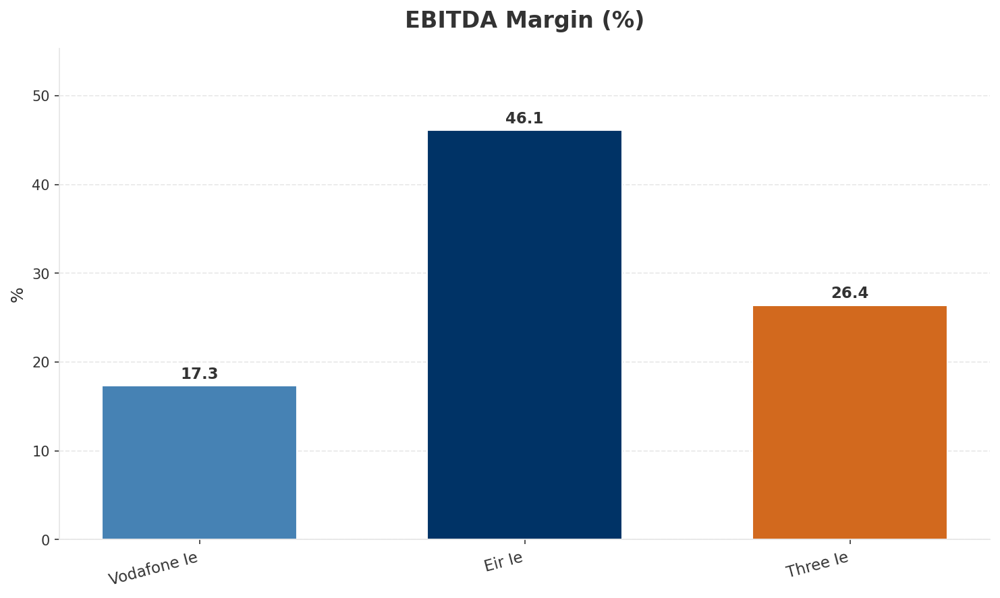 EBITDA Margin (%)
%
50
40
30
20
10
0
17.3
46.1
26.4
Vodafone Ie
Eir Ie
Three Ie